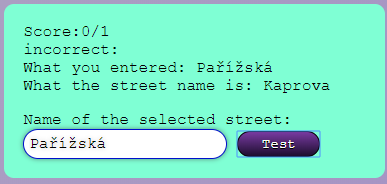 Score:0/1
incorrect:
What you entered: Pařížská
What the street name is: Kaprova
Name of the selected street:
Pařížská Test